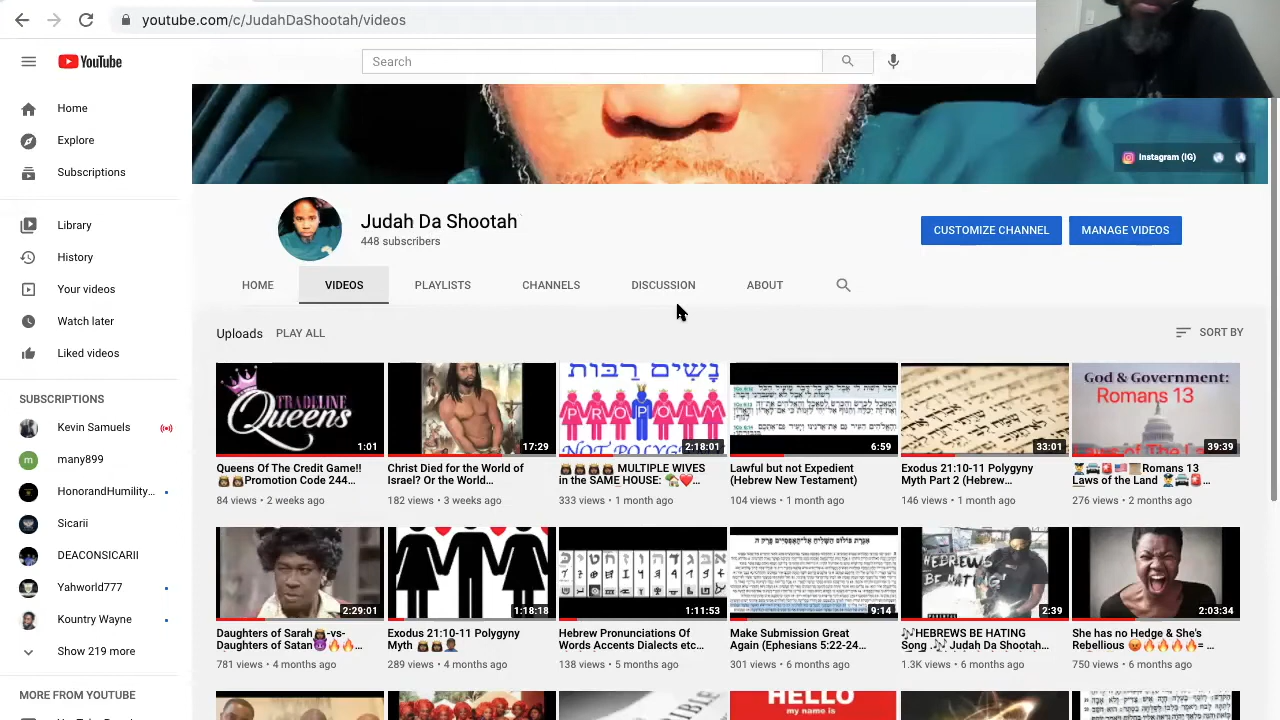 youtube.com/c/JudahDaShootah/videos
YouTube
Search
Home
Explore
Subscriptions
Library
History
Your videos
Watch later
Liked videos
SUBSCRIPTIONS
Kevin Samuels
many899
HonorandHumility...
Sicarii
DEACONSICARII
Kountry Wayne
Show 219 more
MORE FROM YOUTUBE
Instagram (IG)
Judah Da Shootah
448 subscribers
CUSTOMIZE CHANNEL
MANAGE VIDEOS
HOME
VIDEOS
PLAYLISTS
CHANNELS
DISCUSSION
ABOUT
Uploads
PLAY ALL
SORT BY
TRADELINE
Queens
1:01
Queens Of The Credit Game!!
👸🏾👸🏾Promotion Code 244...
84 views • 2 weeks ago
17:29
Christ Died for the World of
Israel? Or the World...
182 views • 3 weeks ago
נָשִׁים רַבּוֹת
PROPOLY
NOT POLYG
2:18:01
👸🏾👸🏾👸🏾👸🏾 MULTIPLE WIVES
in the SAME HOUSE: 🏡❤️...
333 views • 1 month ago
6:59
Lawful but not Expedient
(Hebrew New Testament)
104 views • 1 month ago
33:01
Exodus 21:10-11 Polygyny
Myth Part 2 (Hebrew...
146 views • 1 month ago
God & Government:
Romans 13
Laws of The La
39:39
Romans 13
Laws of the Land
276 views • 2 months ago
2:29:01
Daughters of Sarah👸🏾-vs-
Daughters of Satan😈🔥🔥...
781 views • 4 months ago
1:18:18
Exodus 21:10-11 Polygyny
Myth
289 views • 4 months ago
1:11:53
Hebrew Pronunciations Of
Words Accents Dialects etc...
138 views • 5 months ago
9:14
Make Submission Great
Again (Ephesians 5:22-24...
301 views • 6 months ago
HEBREWS
BE HATING
2:39
🎶HEBREWS BE HATING
Song 🎶 Judah Da Shootah...
1.3K views • 6 months ago
2:03:34
She has no Hedge & She's
Rebellious 😡🔥🔥🔥🔥= ...
750 views • 6 months ago
HELLO
my name is